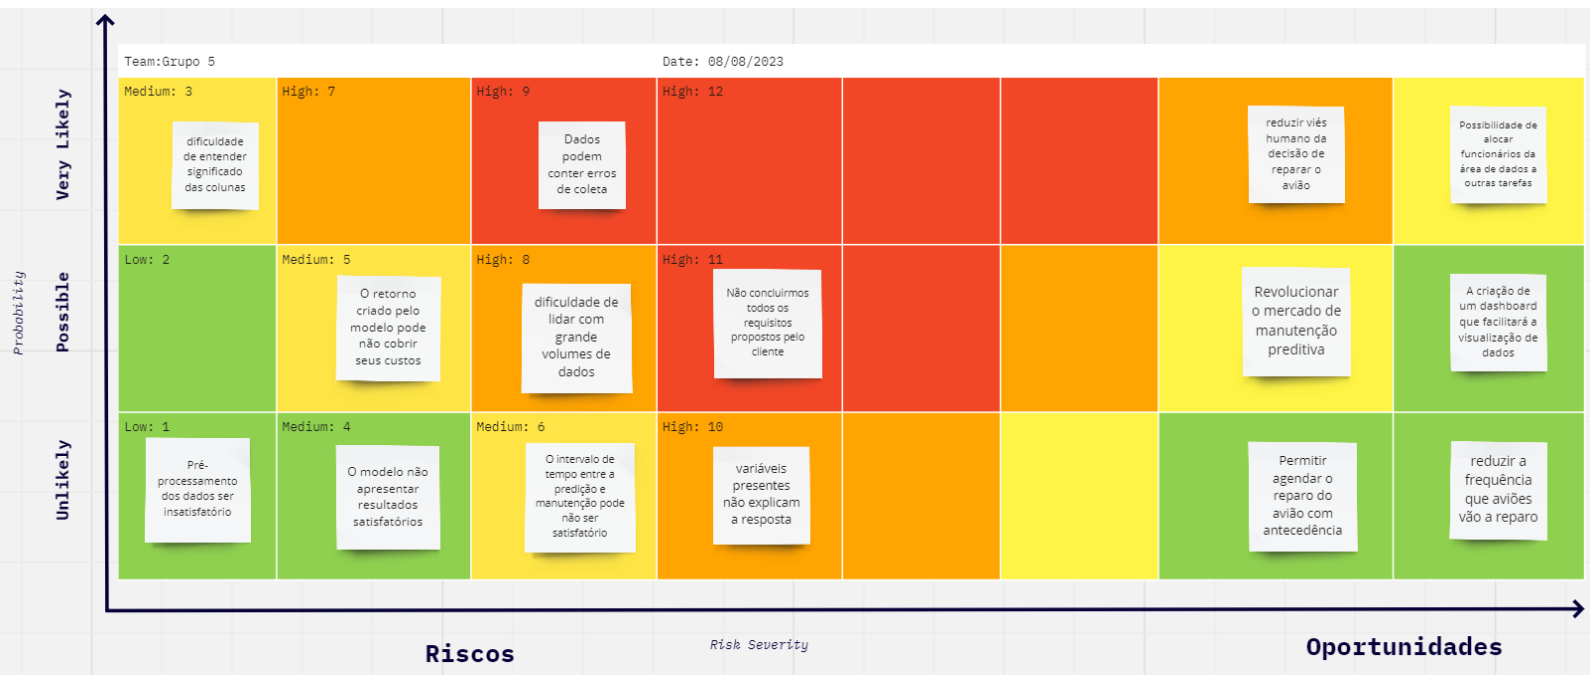 Team:Grupo 5
Date: 08/08/2023
Very Likely
Medium: 3
dificuldade
de entender
significado
das colunas
High: 7
High: 9
Dados
podem
conter erros
de coleta
High: 12
reduzir viés
humano da
decisão de
reparar o
avião
Possibilidade de
alocar
funcionários da
área de dados a
outras tarefas
Probability
Possible
Low: 2
Medium: 5
O retorno
criado pelo
modelo pode
não cobrir
seus custos
High: 8
dificuldade de
lidar com
grande
volumes de
dados
High: 11
Não concluirmos
todos os
requisitos
propostos pelo
cliente
Revolucionar
o mercado de
manutenção
preditiva
A criação de
um dashboard
que facilitará a
visualização de
dados
Unlikely
Low: 1
Pré-
processamento
dos dados ser
insatisfatório
Medium: 4
O modelo não
apresentar
resultados
satisfatórios
Medium: 6
O intervalo de
tempo entre a
predição e
manutenção pode
não ser
satisfatório
High: 10
variáveis
presentes
não explicam
a resposta
Permitir
agendar o
reparo do
avião com
antecedência
reduzir a
frequência
que aviões
vão a reparo
Riscos
Risk Severity
Oportunidades